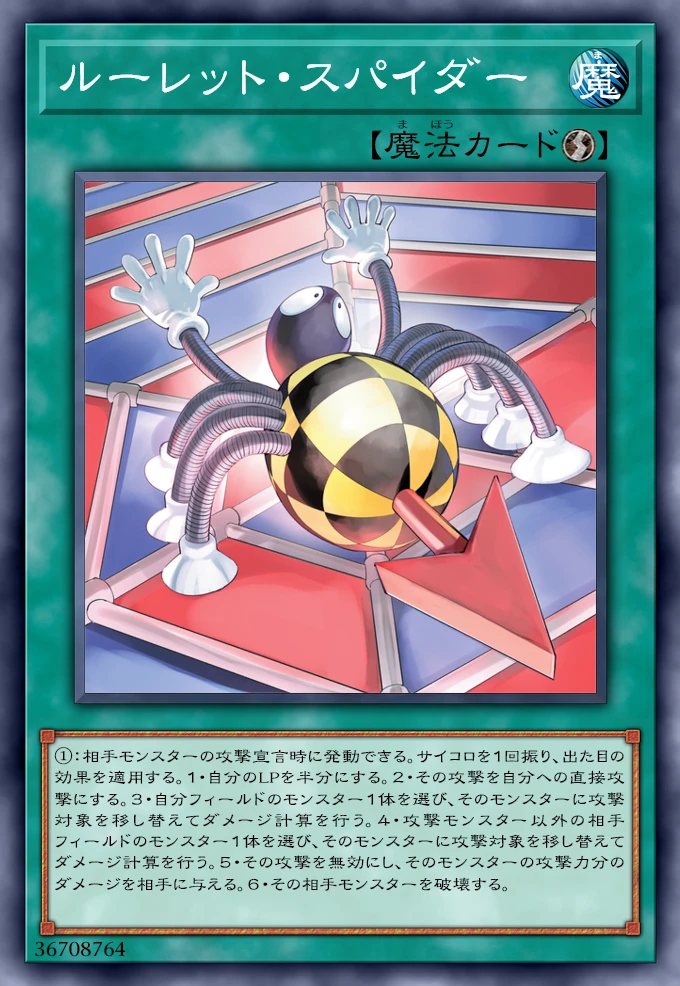 ルーレット・スパイダー
ま
魔
ま ほう
【魔法カード】
①:相手モンスターの攻撃宣言時に発動できる。サイコロを1回振り、出た目の
効果を適用する。1・自分のLPを半分にする。2・その攻撃を自分への直接攻
撃にする。3・自分フィールドのモンスター1体を選び、そのモンスターに攻撃
対象を移し替えてダメージ計算を行う。4・攻撃モンスター以外の相手
フィールドのモンスター1体を選び、そのモンスターに攻撃対象を移し替えて
ダメージ計算を行う。5・その攻撃を無効にし、そのモンスターの攻撃力分の
ダメージを相手に与える。6・その相手モンスターを破壊する。
36708764